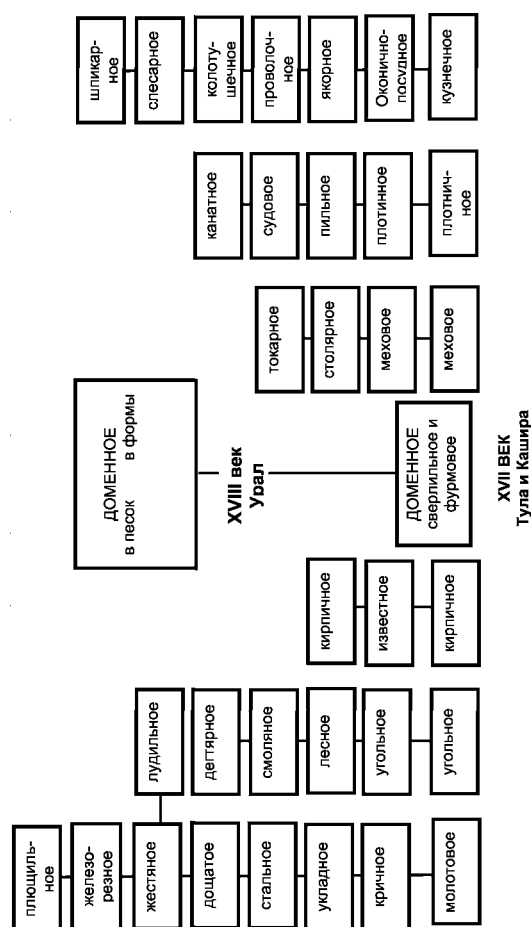 плющиль-
ное
железо-
резное
жестяное
дощатое
стальное
укладное
кричное
молотовое
лудильное
дегтярное
смоляное
лесное
угольное
угольное
кирпичное
известное
кирпичное
ДОМЕННОЕ
в песок в формы
XVIII век
Урал
ДОМЕННОЕ
сверлильное и
фурмовое
XVII ВЕК
Тула и Кашира
токарное
столярное
меховое
меховое
канатное
судовое
пильное
плотинное
плотнич-
ное
шпикар-
ное
слесарное
колоту-
шечное
проволоч-
ное
якорное
Оконично-
посудное
кузнечное